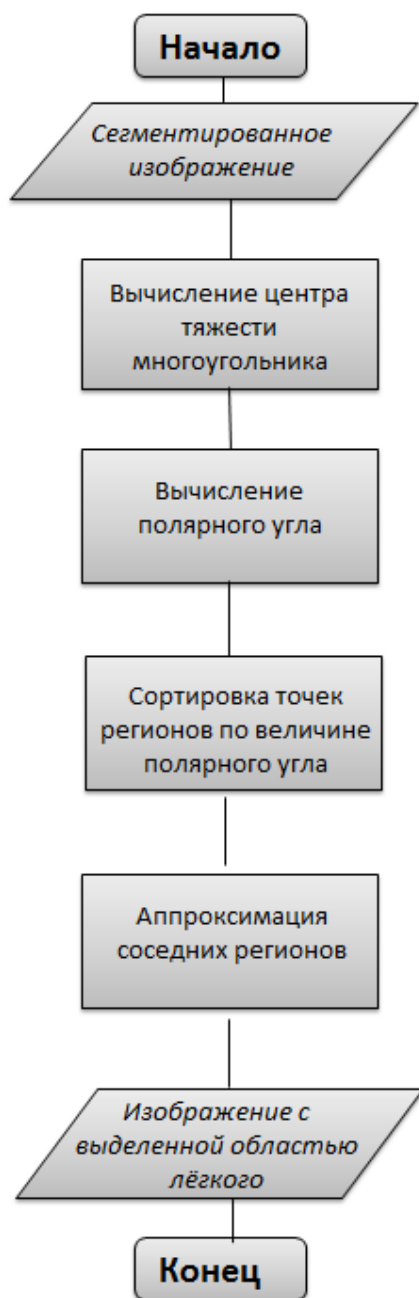 Начало
Сегментированное
изображение
Вычисление центра
тяжести
многоугольника
Вычисление
полярного угла
Сортировка точек
регионов по величине
полярного угла
Аппроксимация
соседних регионов
Изображение с
выделенной областью
лёгкого
Конец